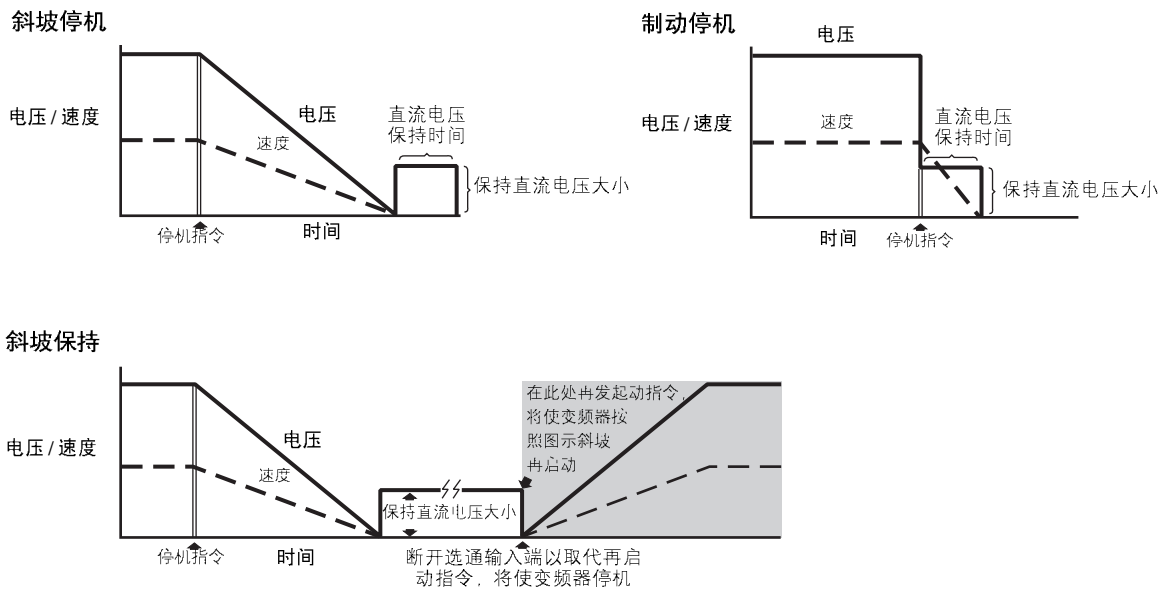 斜坡停机
电压/速度
电压
速度
直流电压
保持时间
保持直流电压大小
停机指令
时间
制动停机
电压
电压/速度
速度
直流电压
保持时间
保持直流电压大小
时间
停机指令
斜坡保持
电压/速度
电压
速度
保持直流电压大小
在此处再发起动指令,
将使变频器按
照图示斜坡
再启动
停机指令
时间
断开选通输入端以取代再启
动指令，将使变频器停机